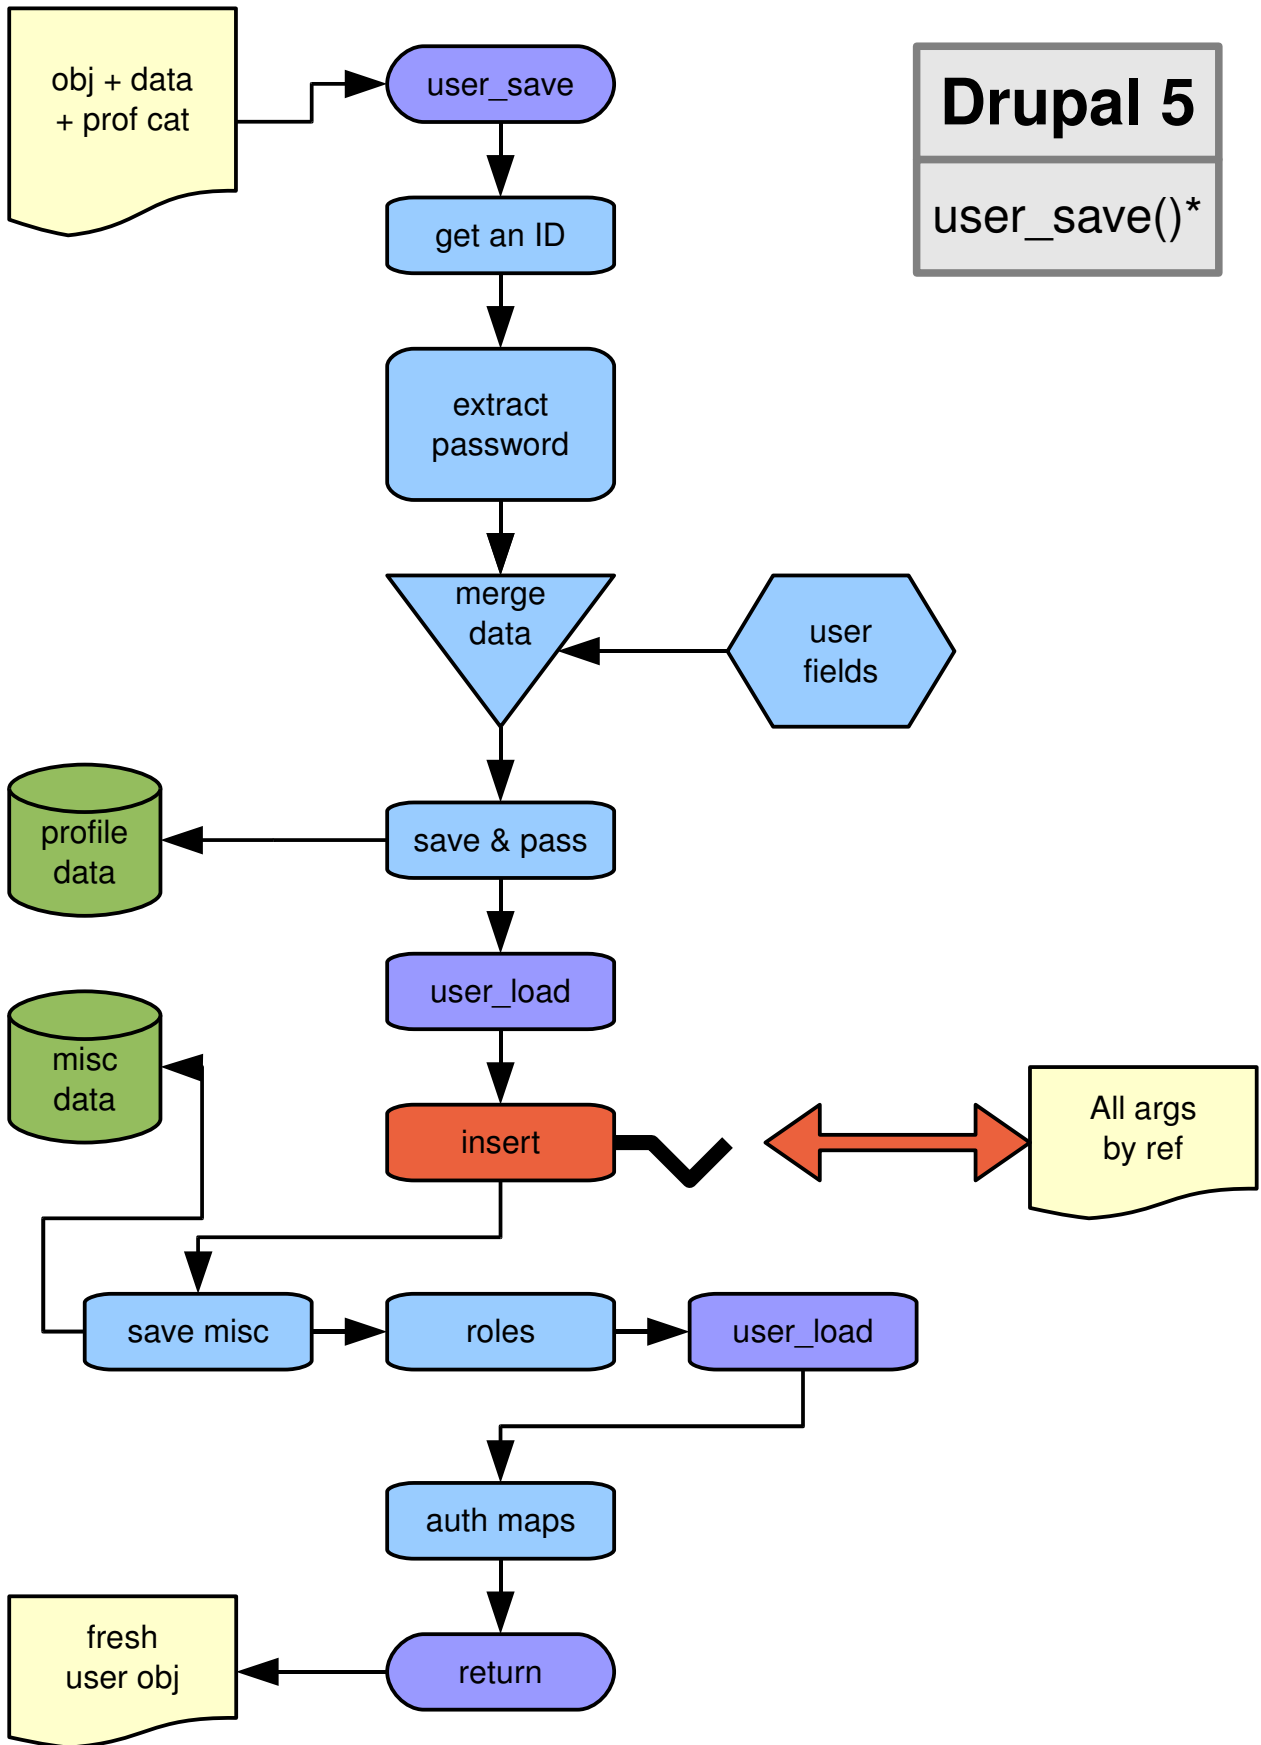 obj + data
+ prof cat
user_save
Drupal 5
user_save()*
get an ID
extract
password
merge
data
user
fields
profile
data
save & pass
user_load
misc
data
insert
All args
by ref
save misc
roles
user_load
auth maps
fresh
user obj
return